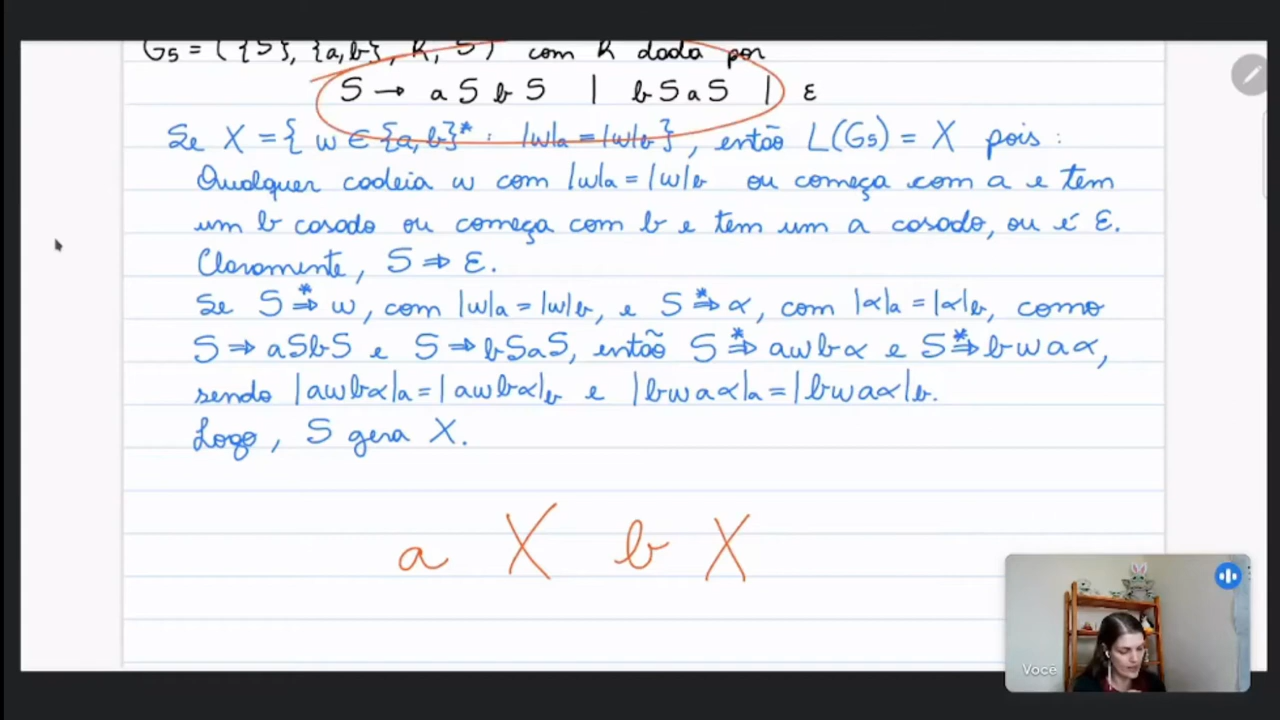 G5 = ( {S}, {a,b}, R, S ) com R dada por
S → aSbS | bSaS | ε
Se X = { w ∈ {a,b}* : |w|a = |w|b }, então L(G5) = X pois :
Qualquer cadeia w com |w|a = |w|b ou começa com a e tem
um b casado ou começa com b e tem um a casado, ou é ε.
Claramente, S ⇒ ε.
Se S ⇒* w, com |w|a = |w|b, e S ⇒* α, com |α|a = |α|b, como
S ⇒ aSbS e S ⇒ bSaS, então S ⇒* awbα e S ⇒* bwaα,
sendo |awbα|a = |awbα|b e |bwaα|a = |bwaα|b.
Logo, S gera X.
a X b X
Você